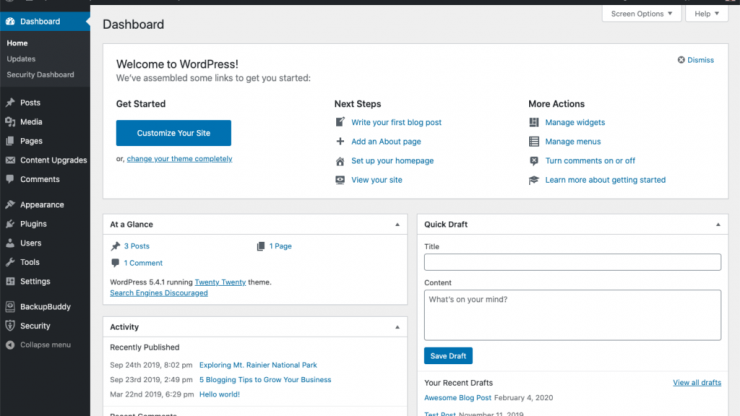 Dashboard
Home
Updates
Security Dashboard
Posts
Media
Pages
Content Upgrades
Comments
Appearance
Plugins
Users
Tools
Settings
BackupBuddy
Security
Collapse menu
Screen Options
Help
Dashboard
Welcome to WordPress!
We've assembled some links to get you started:
Dismiss
Get Started
Customize Your Site
or, change your theme completely
Next Steps
Write your first blog post
Add an About page
Set up your homepage
View your site
More Actions
Manage widgets
Manage menus
Turn comments on or off
Learn more about getting started
At a Glance
3 Posts
1 Page
1 Comment
WordPress 5.4.1 running Twenty Twenty theme.
Search Engines Discouraged
Activity
Recently Published
Sep 24th 2019, 8:02 pm Exploring Mt. Rainier National Park
Sep 23rd 2019, 2:49 pm 5 Blogging Tips to Grow Your Business
Mar 22nd 2019, 6:29 pm Hello world!
Recent Comments
Quick Draft
Title
Content
What's on your mind?
Save Draft
Your Recent Drafts
View all drafts
Awesome Blog Post February 4, 2020
Test Post November 11, 2019